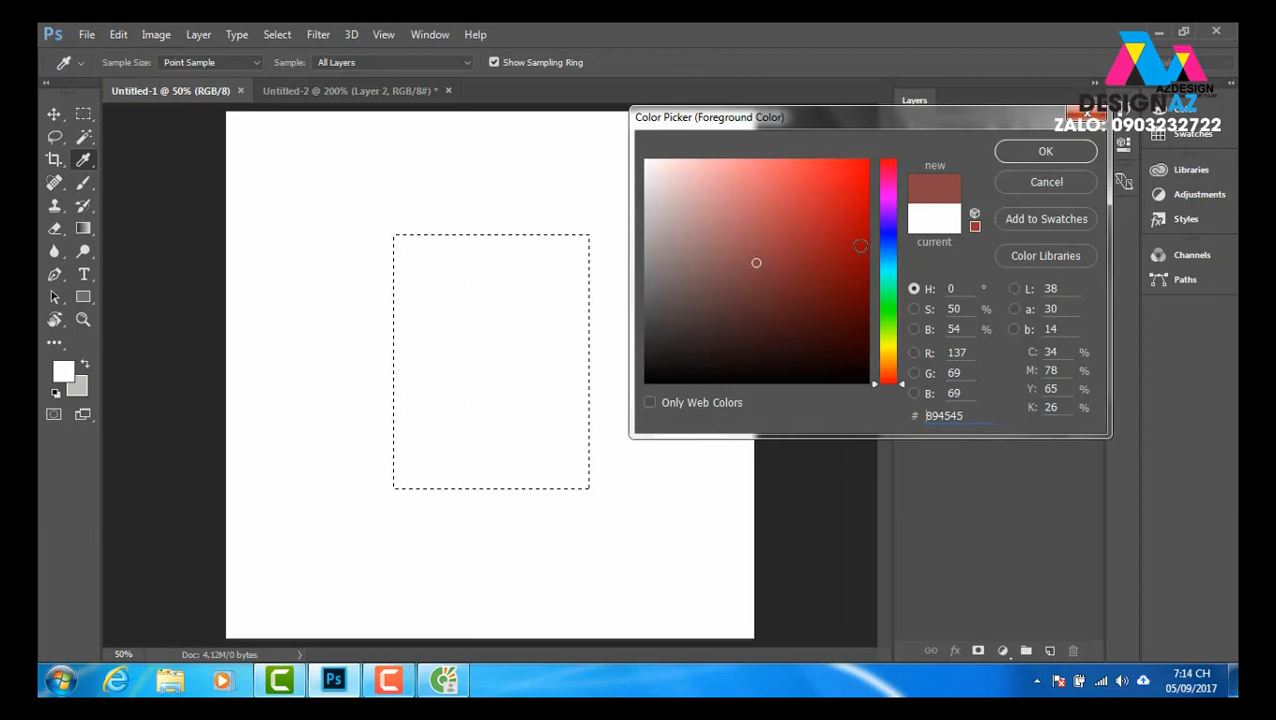 Ps File Edit Image Layer Type Select Filter 3D View Window Help
Sample Size: Point Sample Sample: All Layers Show Sampling Ring
Untitled-1 @ 50% (RGB/8) × Untitled-2 @ 200% (Layer 2, RGB/8#) * ×
AZDESIGN
DESIGNAZ
ZALO: 0903232722
Layers
Color Picker (Foreground Color)
new
current
OK
Cancel
Add to Swatches
Color Libraries
H: 0 °
S: 50 %
B: 54 %
R: 137
G: 69
B: 69
# 894545
L: 38
a: 30
b: 14
C: 34 %
M: 78 %
Y: 65 %
K: 26 %
Only Web Colors
Swatches
Libraries
Adjustments
Styles
Channels
Paths
50% Doc: 4,12M/0 bytes
Ps
7:14 CH
05/09/2017